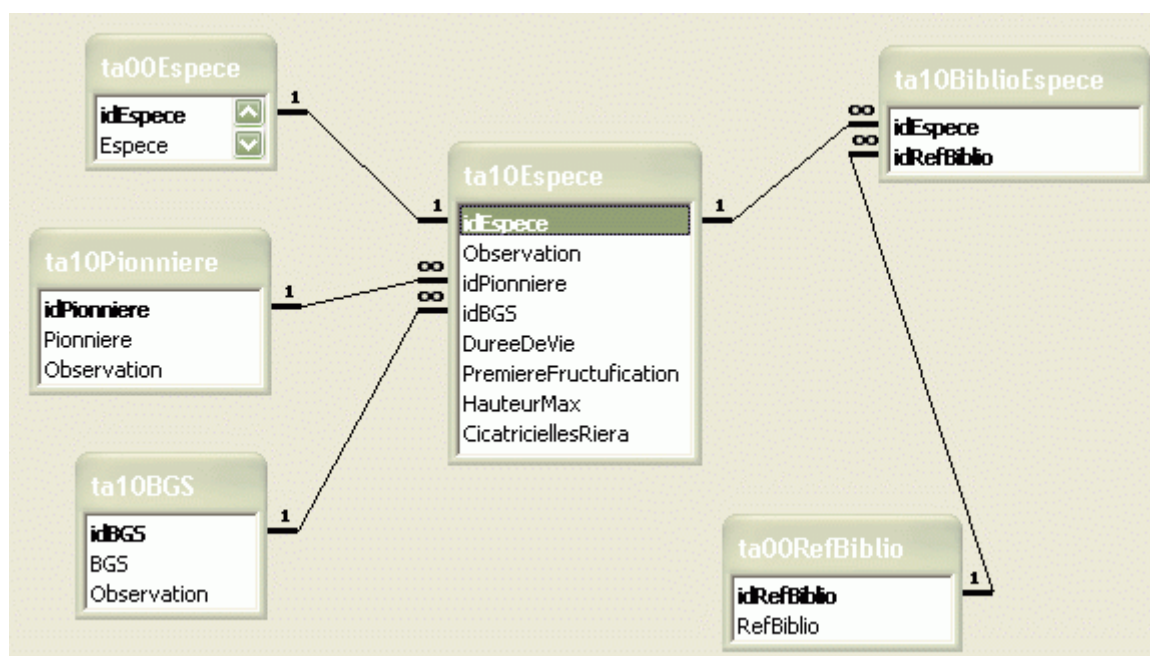 ta00Espece
idEspece
Espece
1
ta10Pionniere
idPionniere
Pionniere
Observation
1
ta10BGS
idBGS
BGS
Observation
1
ta10Espece
1
idEspece
1
Observation
∞
idPionniere
∞
idBGS
DureeDeVie
PremiereFructufication
HauteurMax
CicatriciellesRiera
ta10BiblioEspece
∞
idEspece
∞
idRefBiblio
ta00RefBiblio
idRefBiblio
1
RefBiblio